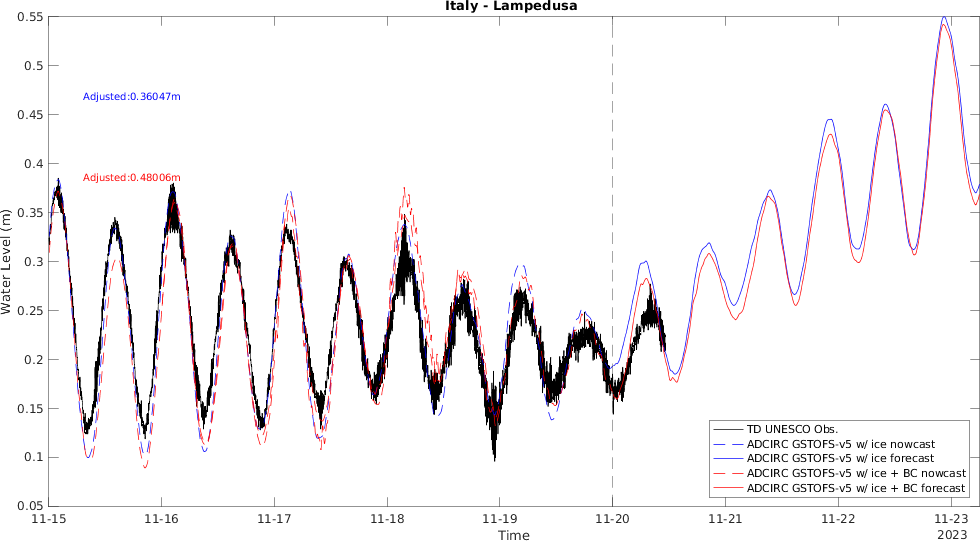 Italy - Lampedusa
Water Level (m)
0.55
0.5
0.45
0.4
0.35
0.3
0.25
0.2
0.15
0.1
0.05
Adjusted:0.36047m
Adjusted:0.48006m
TD UNESCO Obs.
ADCIRC GSTOFS-v5 w/ ice nowcast
ADCIRC GSTOFS-v5 w/ ice forecast
ADCIRC GSTOFS-v5 w/ ice + BC nowcast
ADCIRC GSTOFS-v5 w/ ice + BC forecast
11-15 11-16 11-17 11-18 11-19 11-20 11-21 11-22 11-23
Time
2023